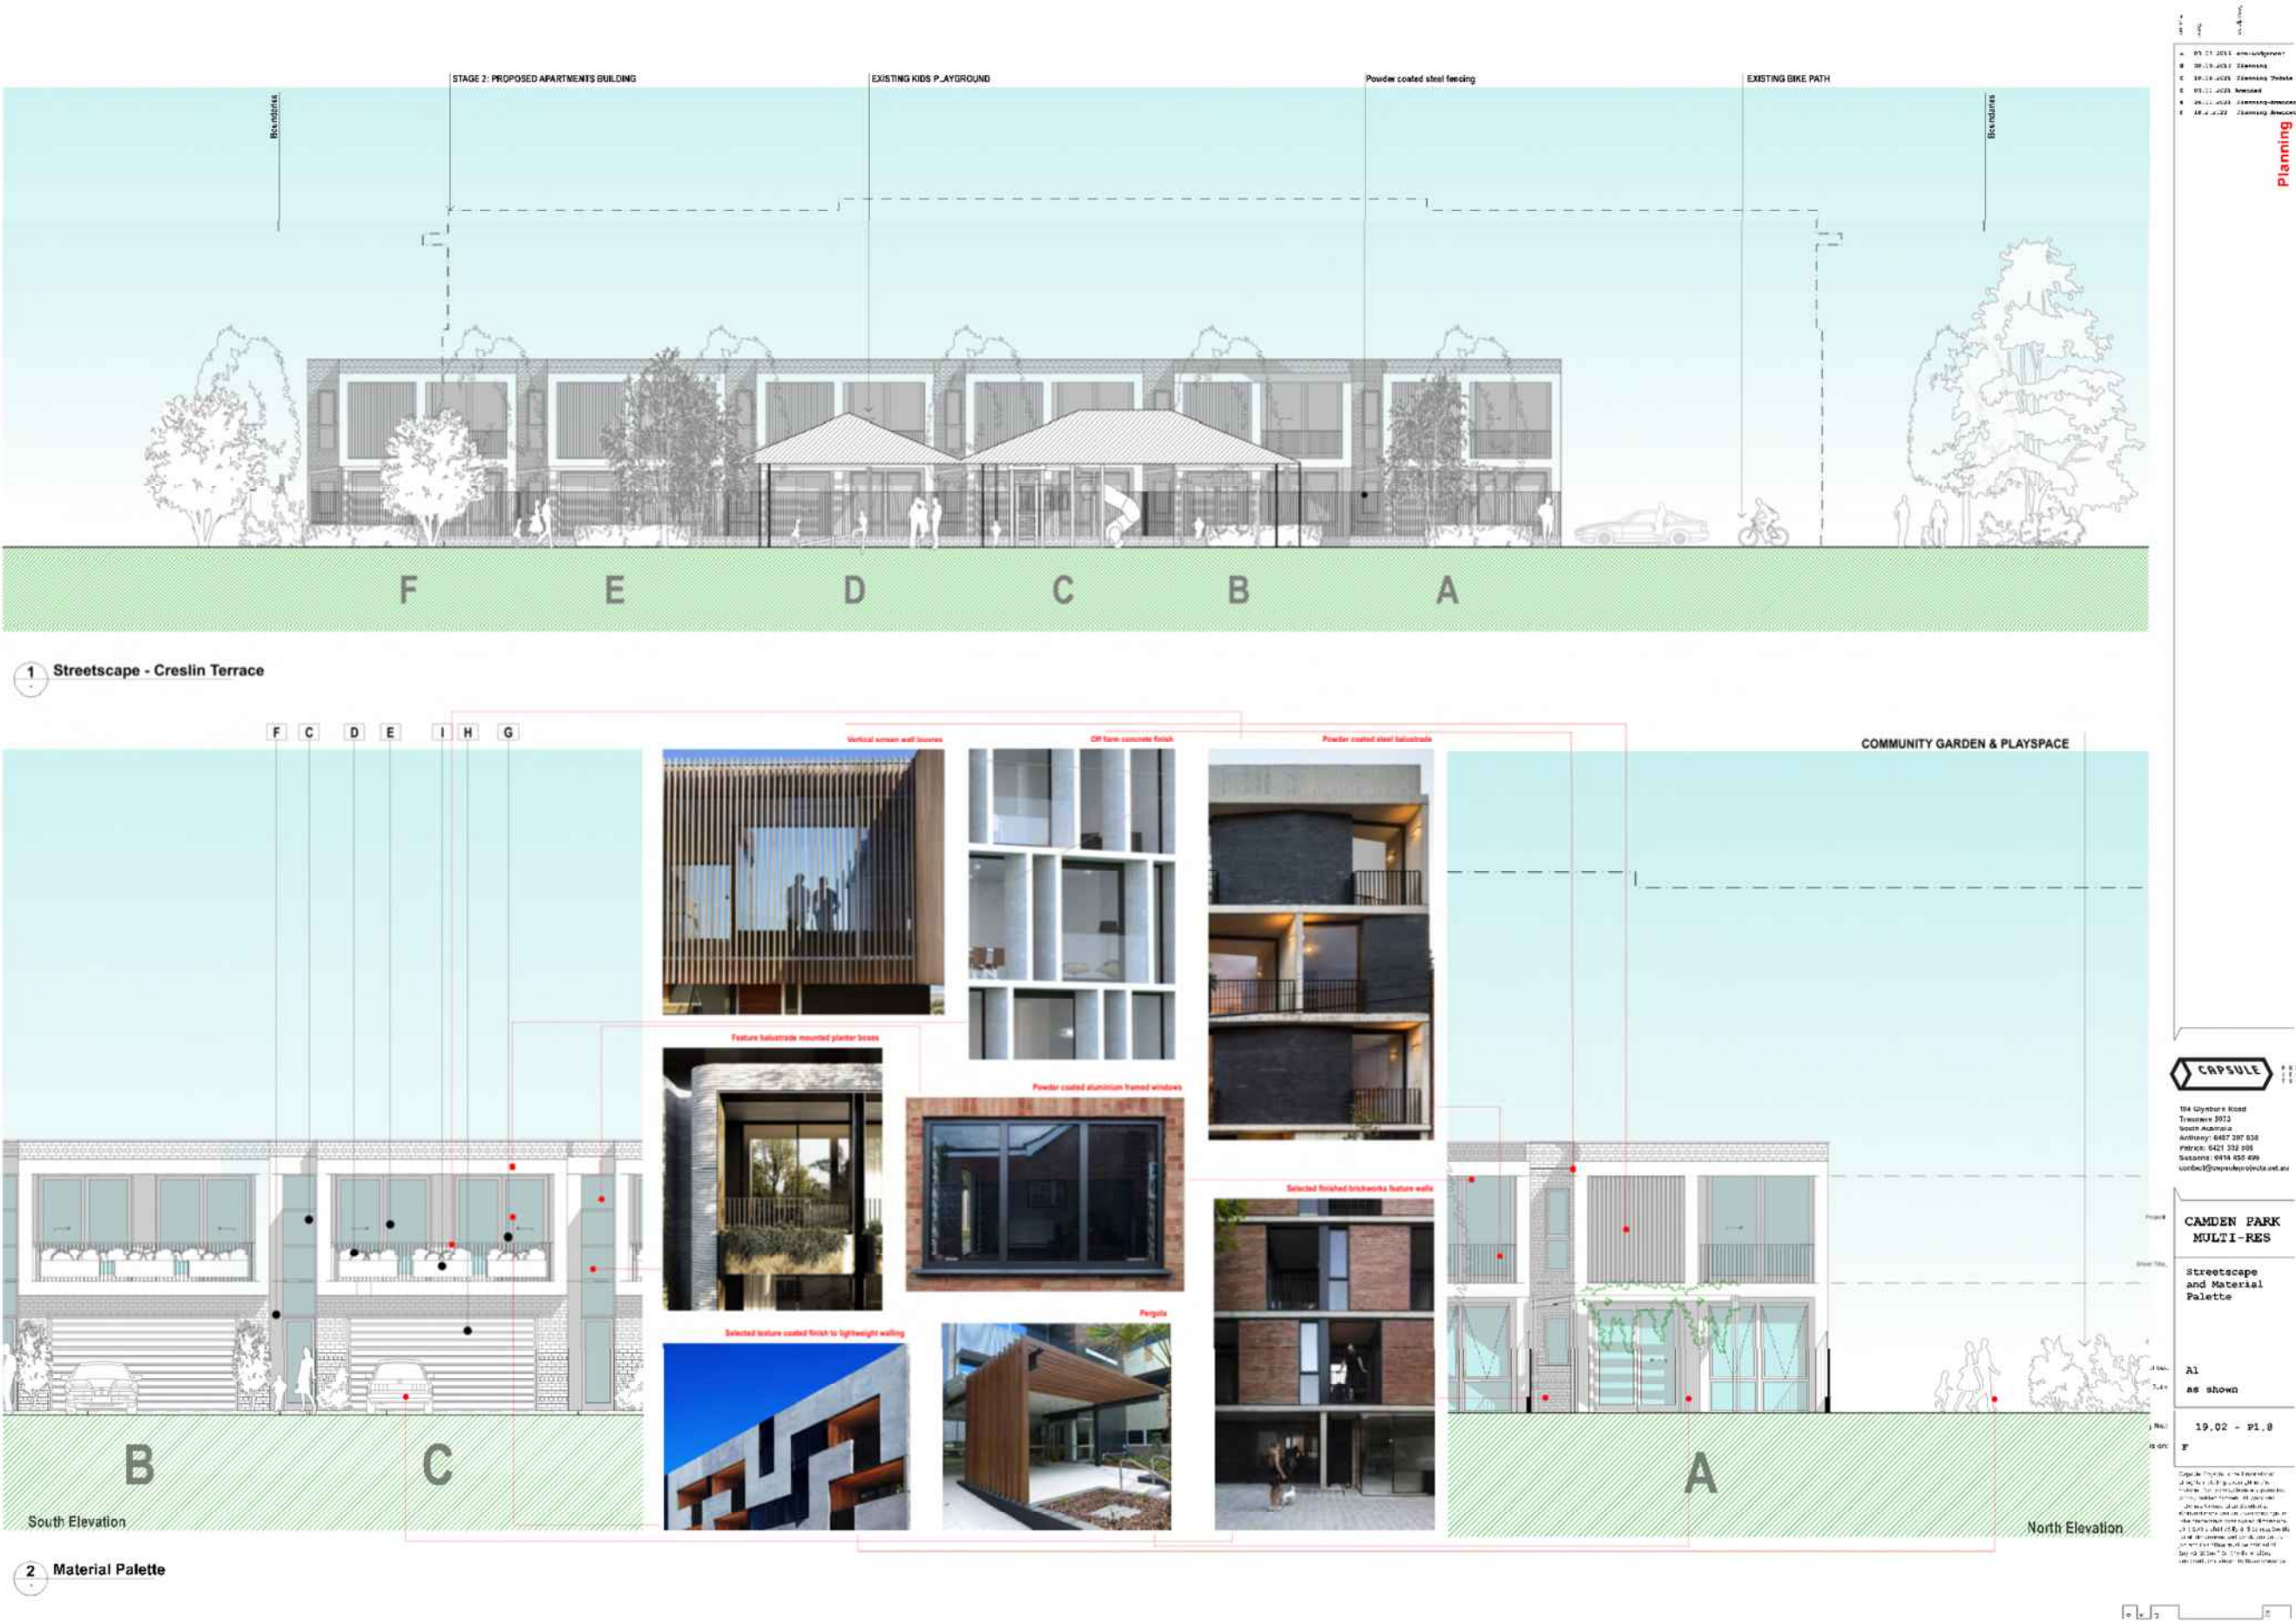 STAGE 2: PROPOSED APARTMENTS BUILDING
EXISTING KIDS PLAYGROUND
Powder coated steel fencing
EXISTING BIKE PATH
Boundaries
Boundaries
F
E
D
C
B
A
1 Streetscape - Creslin Terrace
F C D E I H G
Vertical screen wall louvres
Off form concrete finish
Powder coated steel balustrade
COMMUNITY GARDEN & PLAYSPACE
Feature balustrade mounted planter boxes
Powder coated aluminium framed windows
Selected finished brickworks feature walls
Selected texture coated finish to lightweight walling
Pergola
B
C
A
South Elevation
North Elevation
2 Material Palette
Planning
CAPSULE
South Australia
CAMDEN PARK
MULTI-RES
Streetscape
and Material
Palette
A1
as shown
19.02 - P1.8
F